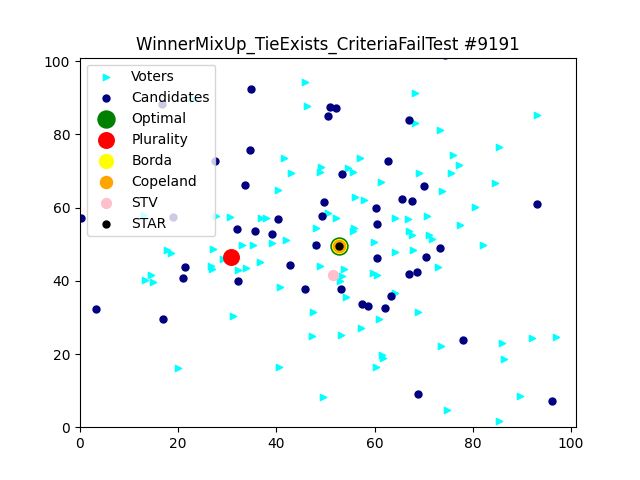 WinnerMixUp_TieExists_CriteriaFailTest #9191
100
80
60
40
20
0
0
20
40
60
80
100
Voters
Candidates
Optimal
Plurality
Borda
Copeland
STV
STAR